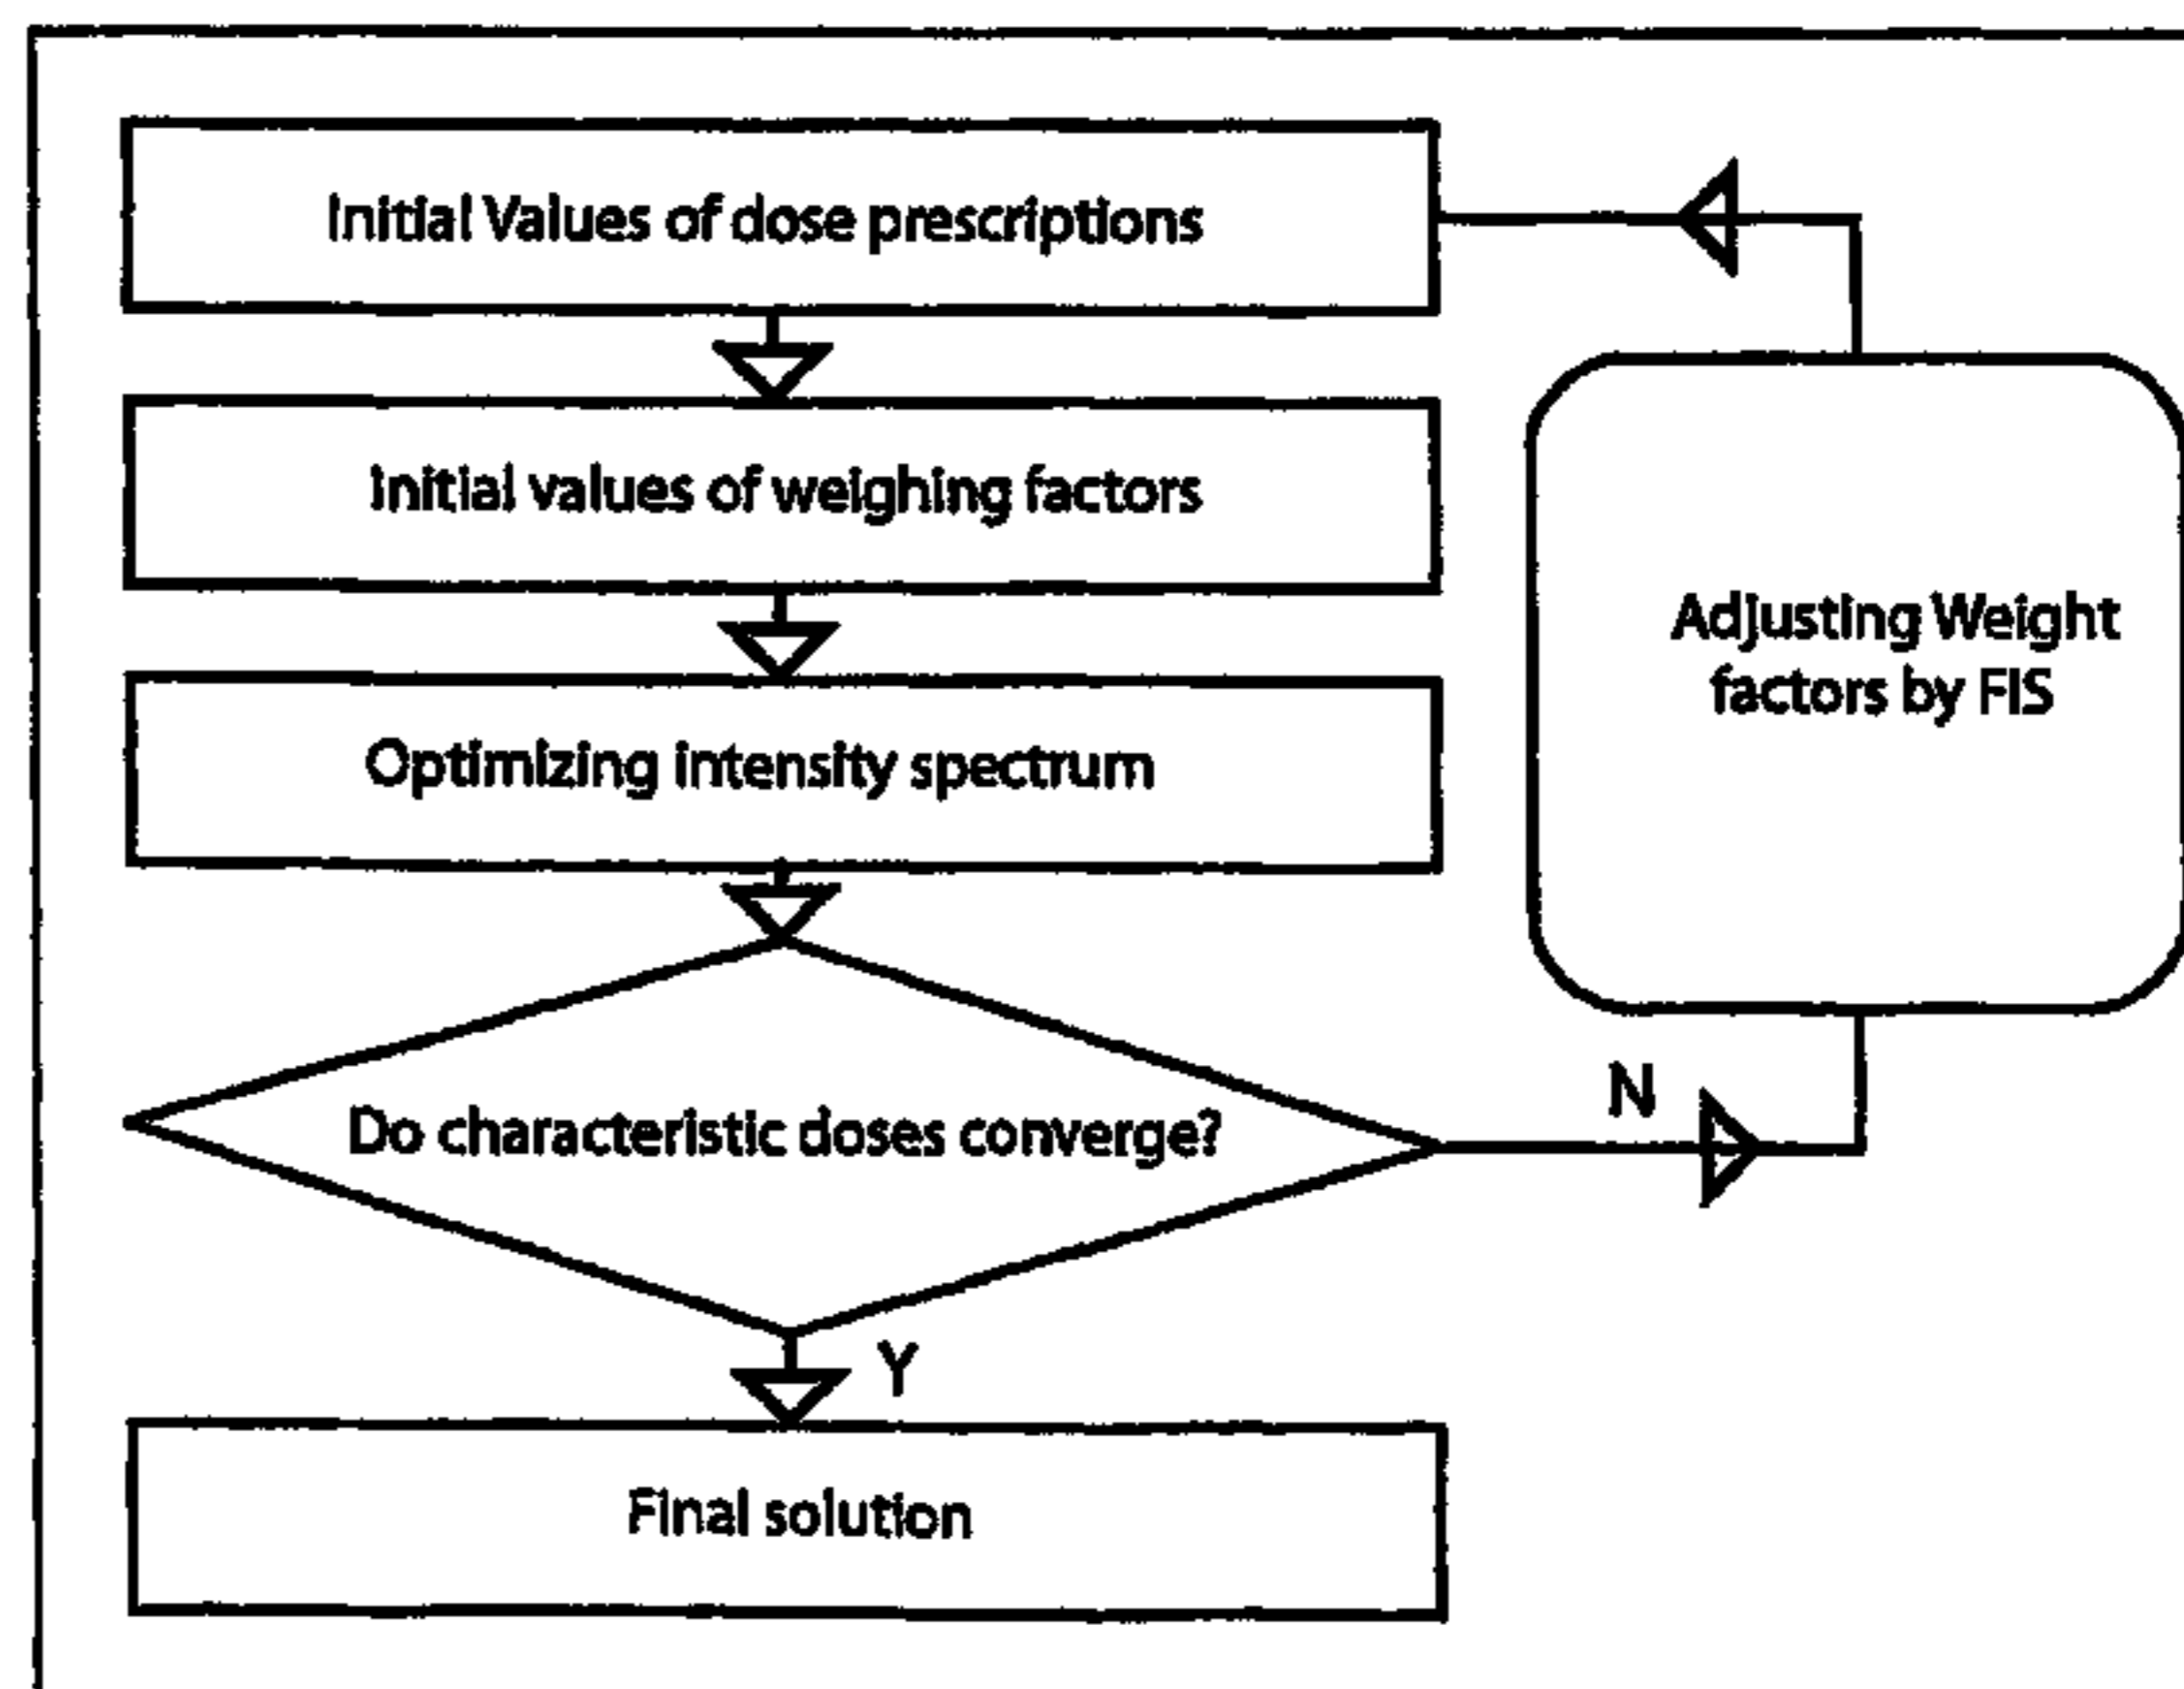 Initial Values of dose prescriptions
Initial values of weighing factors
Adjusting Weight
factors by FIS
Optimizing intensity spectrum
N
Do characteristic doses converge?
Y
Final solution